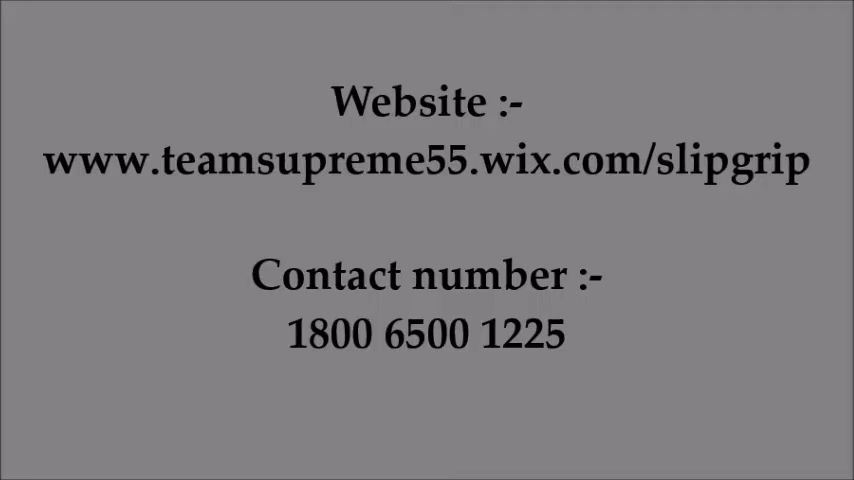 Website :-
www.teamsupreme55.wix.com/slipgrip
Contact number :-
1800 6500 1225